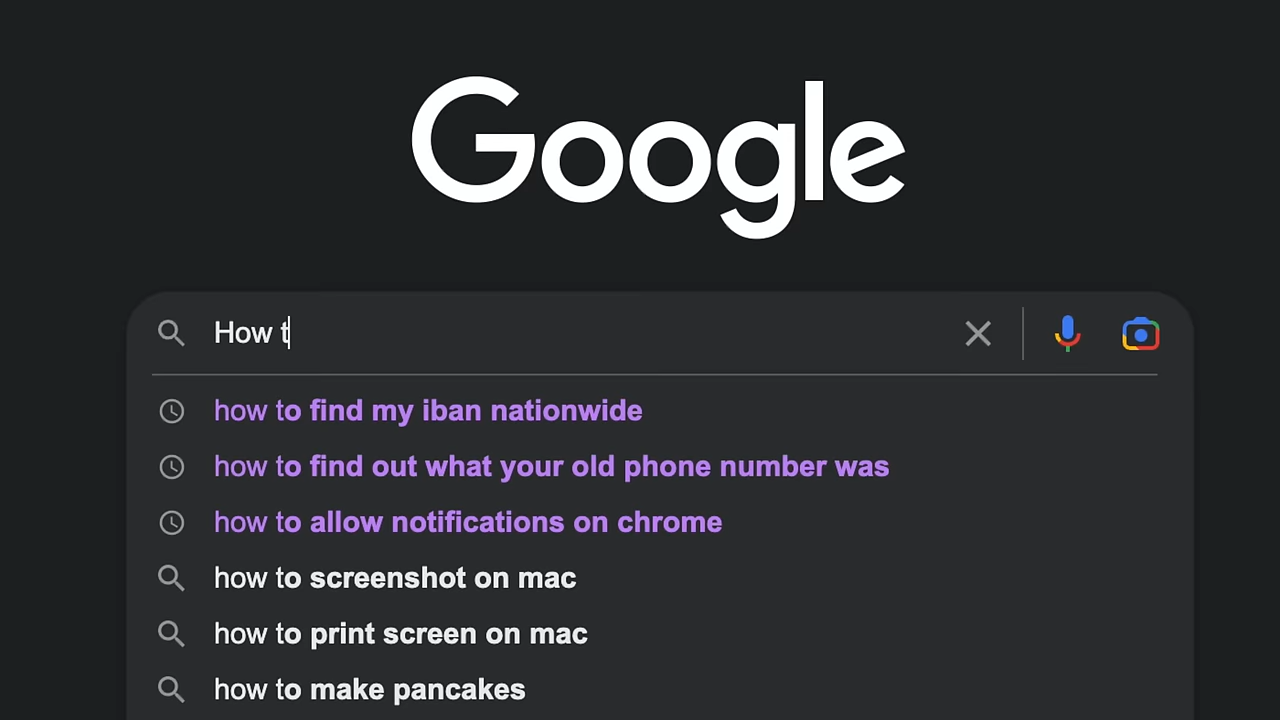 Google
How t
how to find my iban nationwide
how to find out what your old phone number was
how to allow notifications on chrome
how to screenshot on mac
how to print screen on mac
how to make pancakes